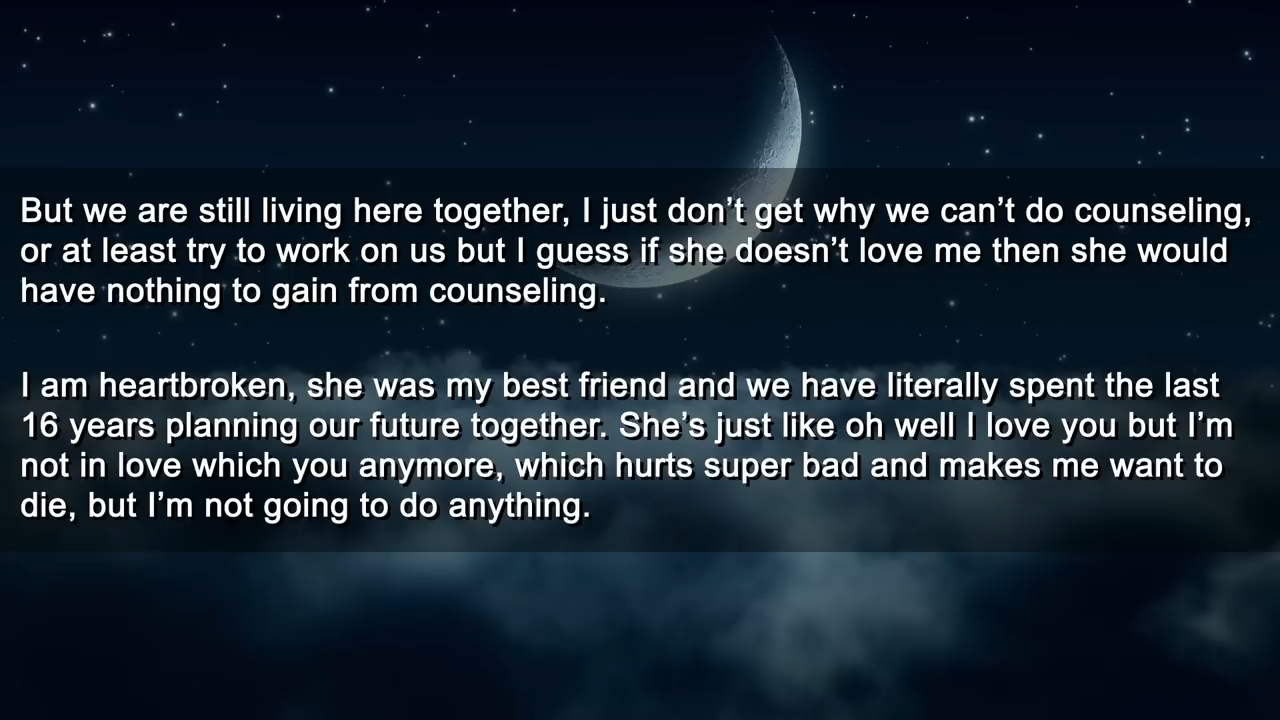 But we are still living here together, I just don’t get why we can’t do counseling,
or at least try to work on us but I guess if she doesn’t love me then she would
have nothing to gain from counseling.
I am heartbroken, she was my best friend and we have literally spent the last
16 years planning our future together. She’s just like oh well I love you but I’m
not in love which you anymore, which hurts super bad and makes me want to
die, but I’m not going to do anything.